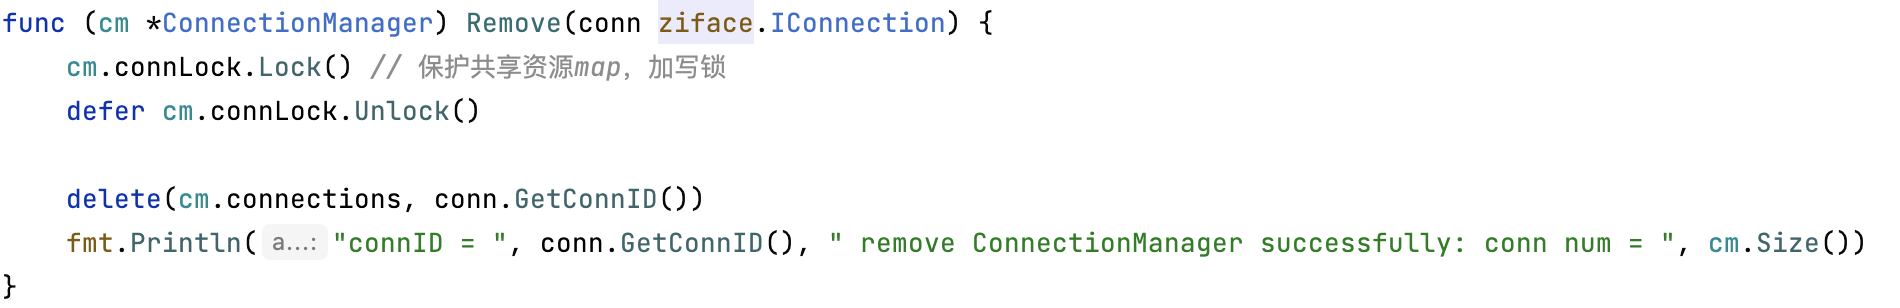 func (cm *ConnectionManager) Remove(conn ziface.IConnection) {
    cm.connLock.Lock() // 保护共享资源map，加写锁
    defer cm.connLock.Unlock()

    delete(cm.connections, conn.GetConnID())
    fmt.Println( a...: "connID = ", conn.GetConnID(), " remove ConnectionManager successfully: conn num = ", cm.Size())
}